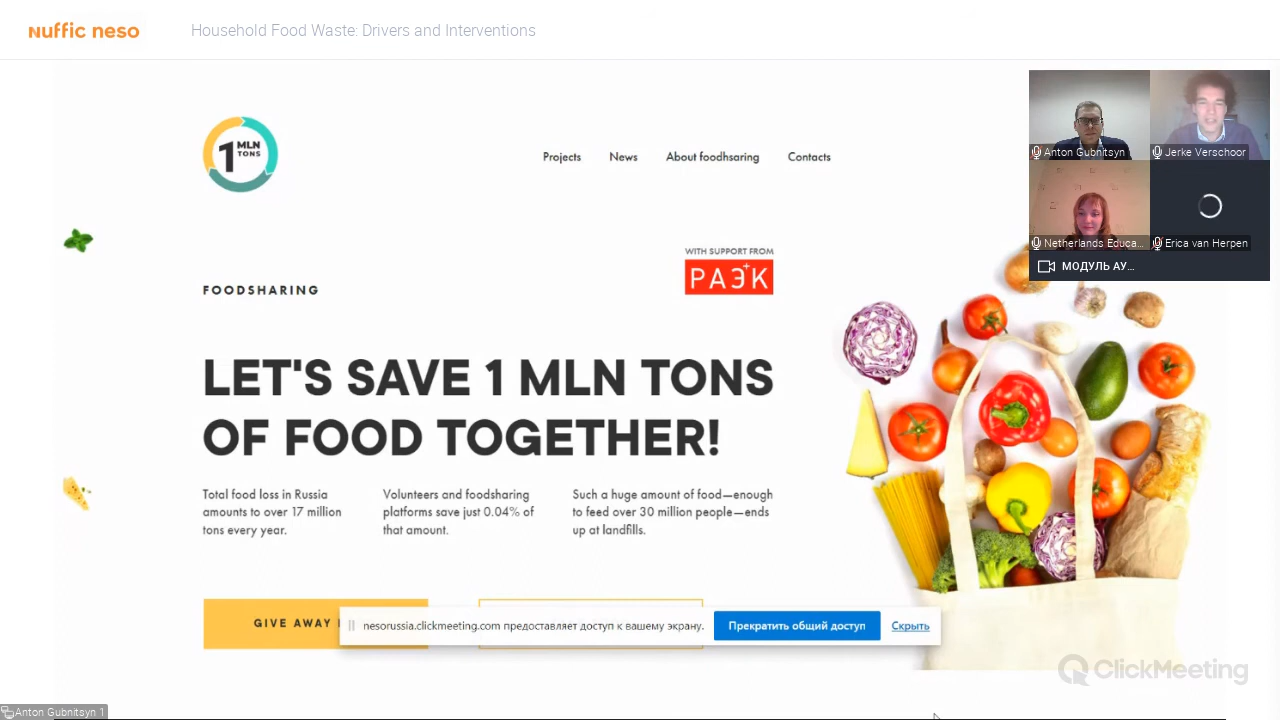 nuffic neso
Household Food Waste: Drivers and Interventions
1 MLN
TONS
Projects News About foodhsaring Contacts
Anton Gubnitsyn
Jerke Verschoor
Netherlands Educa...
Erica van Herpen
МОДУЛЬ АУ...
WITH SUPPORT FROM
РАЭК
FOODSHARING
LET'S SAVE 1 MLN TONS
OF FOOD TOGETHER!
Total food loss in Russia
amounts to over 17 million
tons every year.
Volunteers and foodsharing
platforms save just 0.04% of
that amount.
Such a huge amount of food—enough
to feed over 30 million people—ends
up at landfills.
GIVE AWAY
nesorussia.clickmeeting.com предоставляет доступ к вашему экрану.
Прекратить общий доступ
Скрыть
ClickMeeting
Anton Gubnitsyn 1